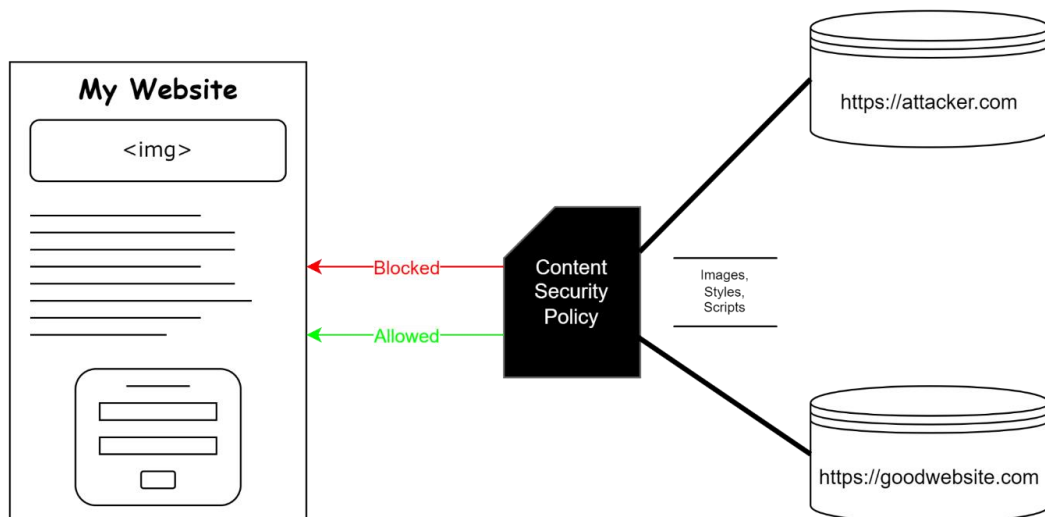 My Website
<img>
Blocked
Allowed
Content
Security
Policy
Images,
Styles,
Scripts
https://attacker.com
https://goodwebsite.com